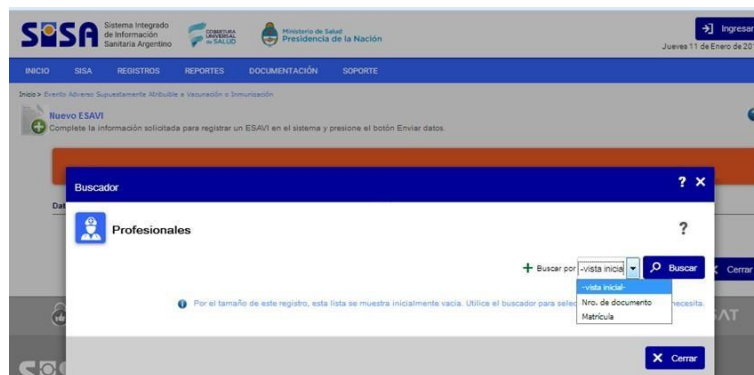 SISA
Sistema Integrado
de Información
Sanitaria Argentino
COBERTURA
UNIVERSAL
de SALUD
Ministerio de Salud
Presidencia de la Nación
Ingresar
Jueves 11 de Enero de 201
INICIO SISA REGISTROS REPORTES DOCUMENTACIÓN SOPORTE
Inicio > Evento Adverso Supuestamente Atribuible a Vacunación o Inmunización
Nuevo ESAVI
Complete la información solicitada para registrar un ESAVI en el sistema y presione el botón Enviar datos.
Buscador ? ×
Dat
Profesionales ?
+ Buscar por -vista inicial Buscar
Cerrar
-vista inicial-
Por el tamaño de este registro, esta lista se muestra inicialmente vacía. Utilice el buscador para selec necesita.
Nro. de documento
Matrícula
× Cerrar